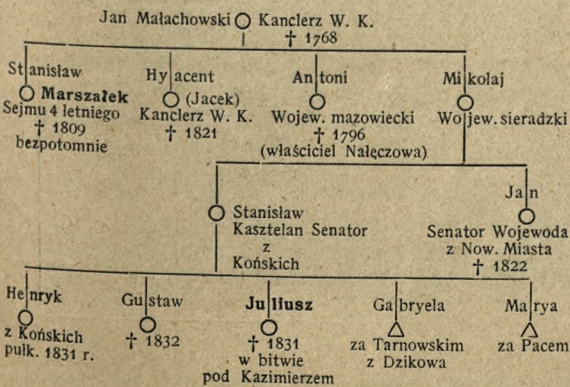 Jan Małachowski Kanclerz W. K.
† 1768
Stanisław
Marszałek
Sejmu 4 letniego
† 1809
bezpotomnie
Hyacent
(Jacek)
Kanclerz W. K.
† 1821
Antoni
Wojew. mazowiecki
† 1796
(właściciel Nałęczowa)
Mikołaj
Wojew. sieradzki
Stanisław
Kasztelan Senator
z
Końskich
Jan
Senator Wojewoda
z Now. Miasta
† 1822
Henryk
z Końskich
pułk. 1831 r.
Gustaw
† 1832
Juliusz
† 1831
w bitwie
pod Kazimierzem
Gabryela
za Tarnowskim
z Dzikowa
Marya
za Pacem